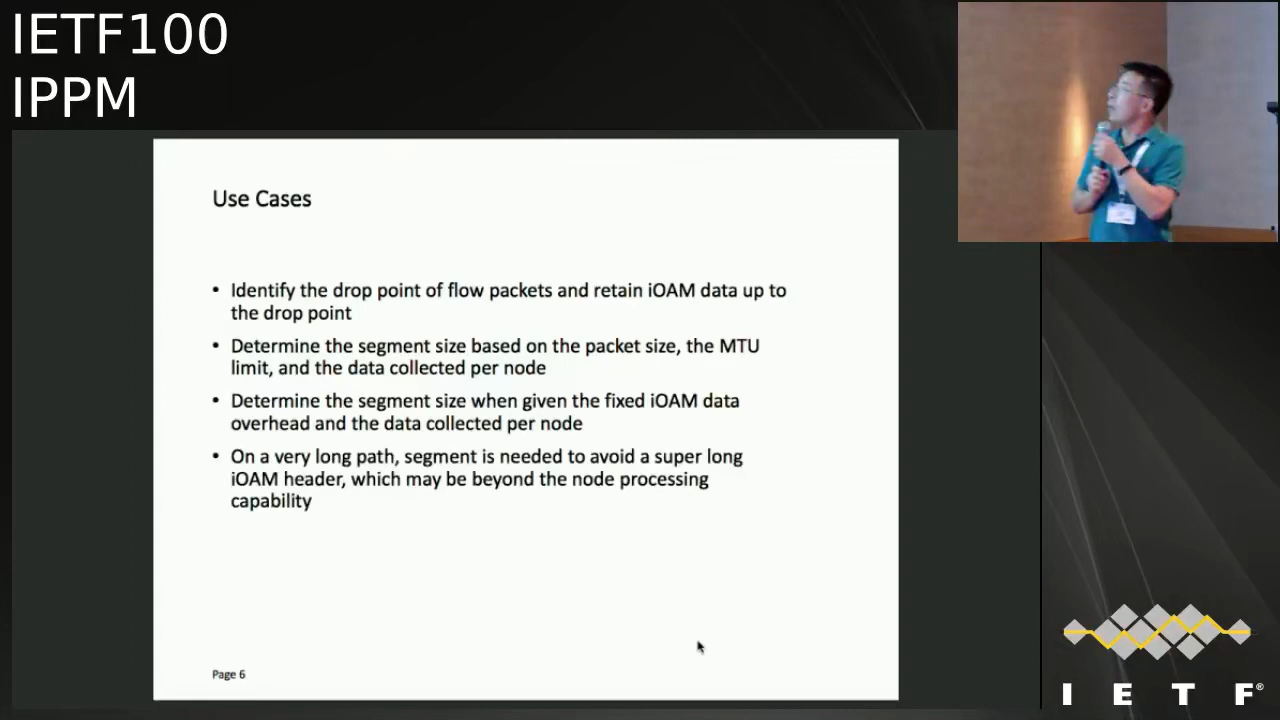 IETF100
IPPM
Use Cases
• Identify the drop point of flow packets and retain iOAM data up to
the drop point
• Determine the segment size based on the packet size, the MTU
limit, and the data collected per node
• Determine the segment size when given the fixed iOAM data
overhead and the data collected per node
• On a very long path, segment is needed to avoid a super long
iOAM header, which may be beyond the node processing
capability
Page 6
I E T F®